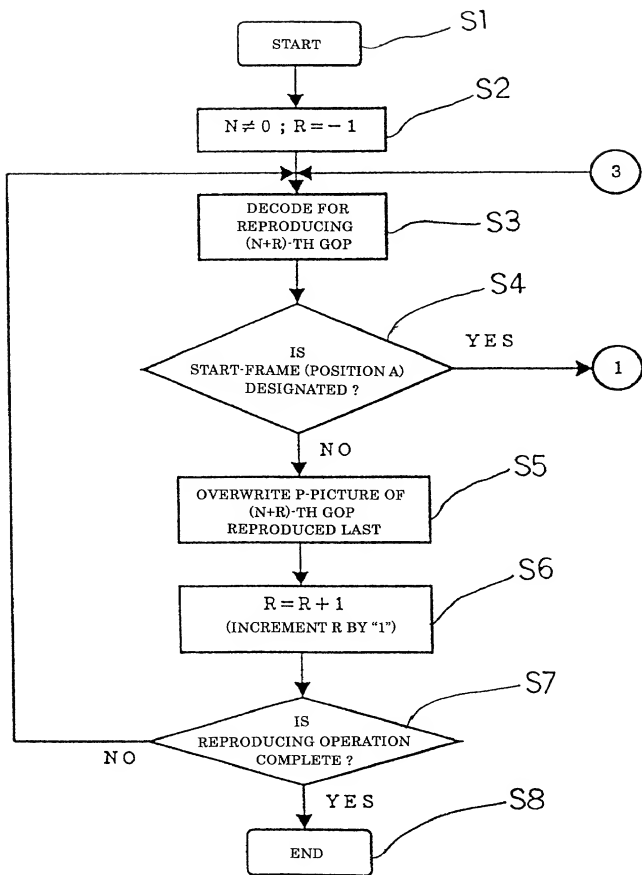 START
S1
N≠0 ; R=−1
S2
3
DECODE FOR
REPRODUCING
(N+R)-TH GOP
S3
S4
IS
START-FRAME (POSITION A)
DESIGNATED ?
YES
1
NO
OVERWRITE P-PICTURE OF
(N+R)-TH GOP
REPRODUCED LAST
S5
R=R+1
(INCREMENT R BY “1”)
S6
S7
IS
REPRODUCING OPERATION
COMPLETE ?
NO
YES
END
S8